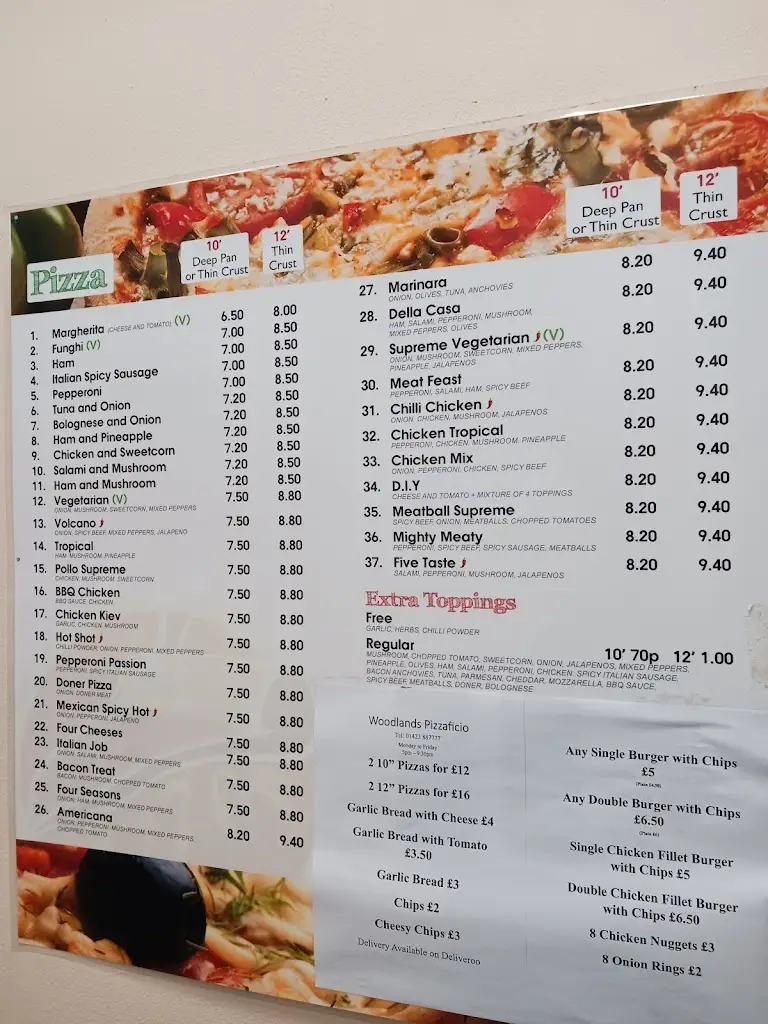 Pizza
10' Deep Pan or Thin Crust
12' Thin Crust
1. Margherita (CHEESE AND TOMATO) (V) 6.50 8.00
2. Funghi (V) 7.00 8.50
3. Ham 7.00 8.50
4. Italian Spicy Sausage 7.00 8.50
5. Pepperoni 7.00 8.50
6. Tuna and Onion 7.20 8.50
7. Bolognese and Onion 7.20 8.50
8. Ham and Pineapple 7.20 8.50
9. Chicken and Sweetcorn 7.20 8.50
10. Salami and Mushroom 7.20 8.50
11. Ham and Mushroom 7.20 8.50
12. Vegetarian (V) 7.50 8.80
ONION, MUSHROOM, SWEETCORN, MIXED PEPPERS
13. Volcano 7.50 8.80
ONION, SPICY BEEF, MIXED PEPPERS, JALAPENO
14. Tropical 7.50 8.80
HAM, MUSHROOM, PINEAPPLE
15. Pollo Supreme 7.50 8.80
CHICKEN, MUSHROOM, SWEETCORN
16. BBQ Chicken 7.50 8.80
BBQ SAUCE, CHICKEN
17. Chicken Kiev 7.50 8.80
GARLIC, CHICKEN, MUSHROOM
18. Hot Shot 7.50 8.80
CHILLI POWDER, ONION, PEPPERONI, MIXED PEPPERS
19. Pepperoni Passion 7.50 8.80
PEPPERONI, SPICY ITALIAN SAUSAGE
20. Doner Pizza 7.50 8.80
ONION, DONER MEAT
21. Mexican Spicy Hot 7.50 8.80
ONION, PEPPERONI, JALAPENO
22. Four Cheeses 7.50 8.80
23. Italian Job 7.50 8.80
ONION, SALAMI, MUSHROOM, MIXED PEPPERS
24. Bacon Treat 7.50 8.80
BACON, MUSHROOM, CHOPPED TOMATO
25. Four Seasons 7.50 8.80
ONION, HAM, MUSHROOM, MIXED PEPPERS
26. Americana 8.20 9.40
ONION, PEPPERONI, MUSHROOM, MIXED PEPPERS,
CHOPPED TOMATO
10' Deep Pan or Thin Crust
12' Thin Crust
27. Marinara 8.20 9.40
ONION, OLIVES, TUNA, ANCHOVIES
28. Della Casa 8.20 9.40
HAM, SALAMI, PEPPERONI, MUSHROOM,
MIXED PEPPERS, OLIVES
29. Supreme Vegetarian (V) 8.20 9.40
ONION, MUSHROOM, SWEETCORN, MIXED PEPPERS,
PINEAPPLE, JALAPENOS
30. Meat Feast 8.20 9.40
PEPPERONI, SALAMI, HAM, SPICY BEEF
31. Chilli Chicken 8.20 9.40
ONION, CHICKEN, MUSHROOM, JALAPENOS
32. Chicken Tropical 8.20 9.40
PEPPERONI, CHICKEN, MUSHROOM, PINEAPPLE
33. Chicken Mix 8.20 9.40
ONION, PEPPERONI, CHICKEN, SPICY BEEF
34. D.I.Y 8.20 9.40
CHEESE AND TOMATO + MIXTURE OF 4 TOPPINGS
35. Meatball Supreme 8.20 9.40
SPICY BEEF, ONION, MEATBALLS, CHOPPED TOMATOES
36. Mighty Meaty 8.20 9.40
PEPPERONI, SPICY BEEF, SPICY SAUSAGE, MEATBALLS
37. Five Taste 8.20 9.40
SALAMI, PEPPERONI, MUSHROOM, JALAPENOS
Extra Toppings
Free
GARLIC, HERBS, CHILLI POWDER
Regular 10' 70p 12' 1.00
MUSHROOM, CHOPPED TOMATO, SWEETCORN, ONION, JALAPENOS, MIXED PEPPERS,
PINEAPPLE, OLIVES, HAM, SALAMI, PEPPERONI, CHICKEN, SPICY ITALIAN SAUSAGE,
BACON ANCHOVIES, TUNA, PARMESAN, CHEDDAR, MOZZARELLA, BBQ SAUCE,
SPICY BEEF, MEATBALLS, DONER, BOLOGNESE
Woodlands Pizzaficio
Tel: 01423 887777
Monday to Friday
5pm - 9:30pm
2 10" Pizzas for £12
2 12" Pizzas for £16
Garlic Bread with Cheese £4
Garlic Bread with Tomato
£3.50
Garlic Bread £3
Chips £2
Cheesy Chips £3
Delivery Available on Deliveroo
Any Single Burger with Chips
£5
Any Double Burger with Chips
£6.50
Single Chicken Fillet Burger
with Chips £5
Double Chicken Fillet Burger
with Chips £6.50
8 Chicken Nuggets £3
8 Onion Rings £2